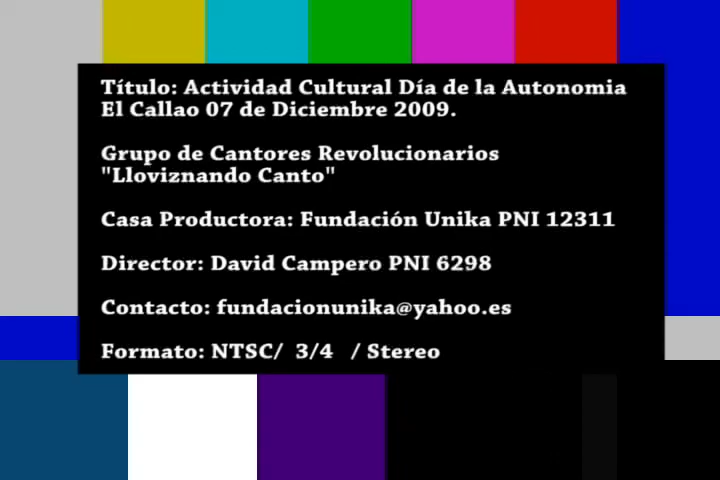 Título: Actividad Cultural Día de la Autonomia
El Callao 07 de Diciembre 2009.
Grupo de Cantores Revolucionarios
"Lloviznando Canto"
Casa Productora: Fundación Unika PNI 12311
Director: David Campero PNI 6298
Contacto: fundacionunika@yahoo.es
Formato: NTSC/ 3/4 / Stereo